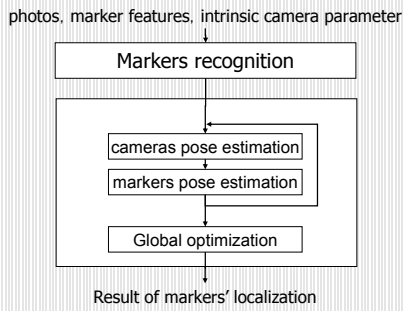 photos, marker features, intrinsic camera parameter
Markers recognition
cameras pose estimation
markers pose estimation
Global optimization
Result of markers' localization